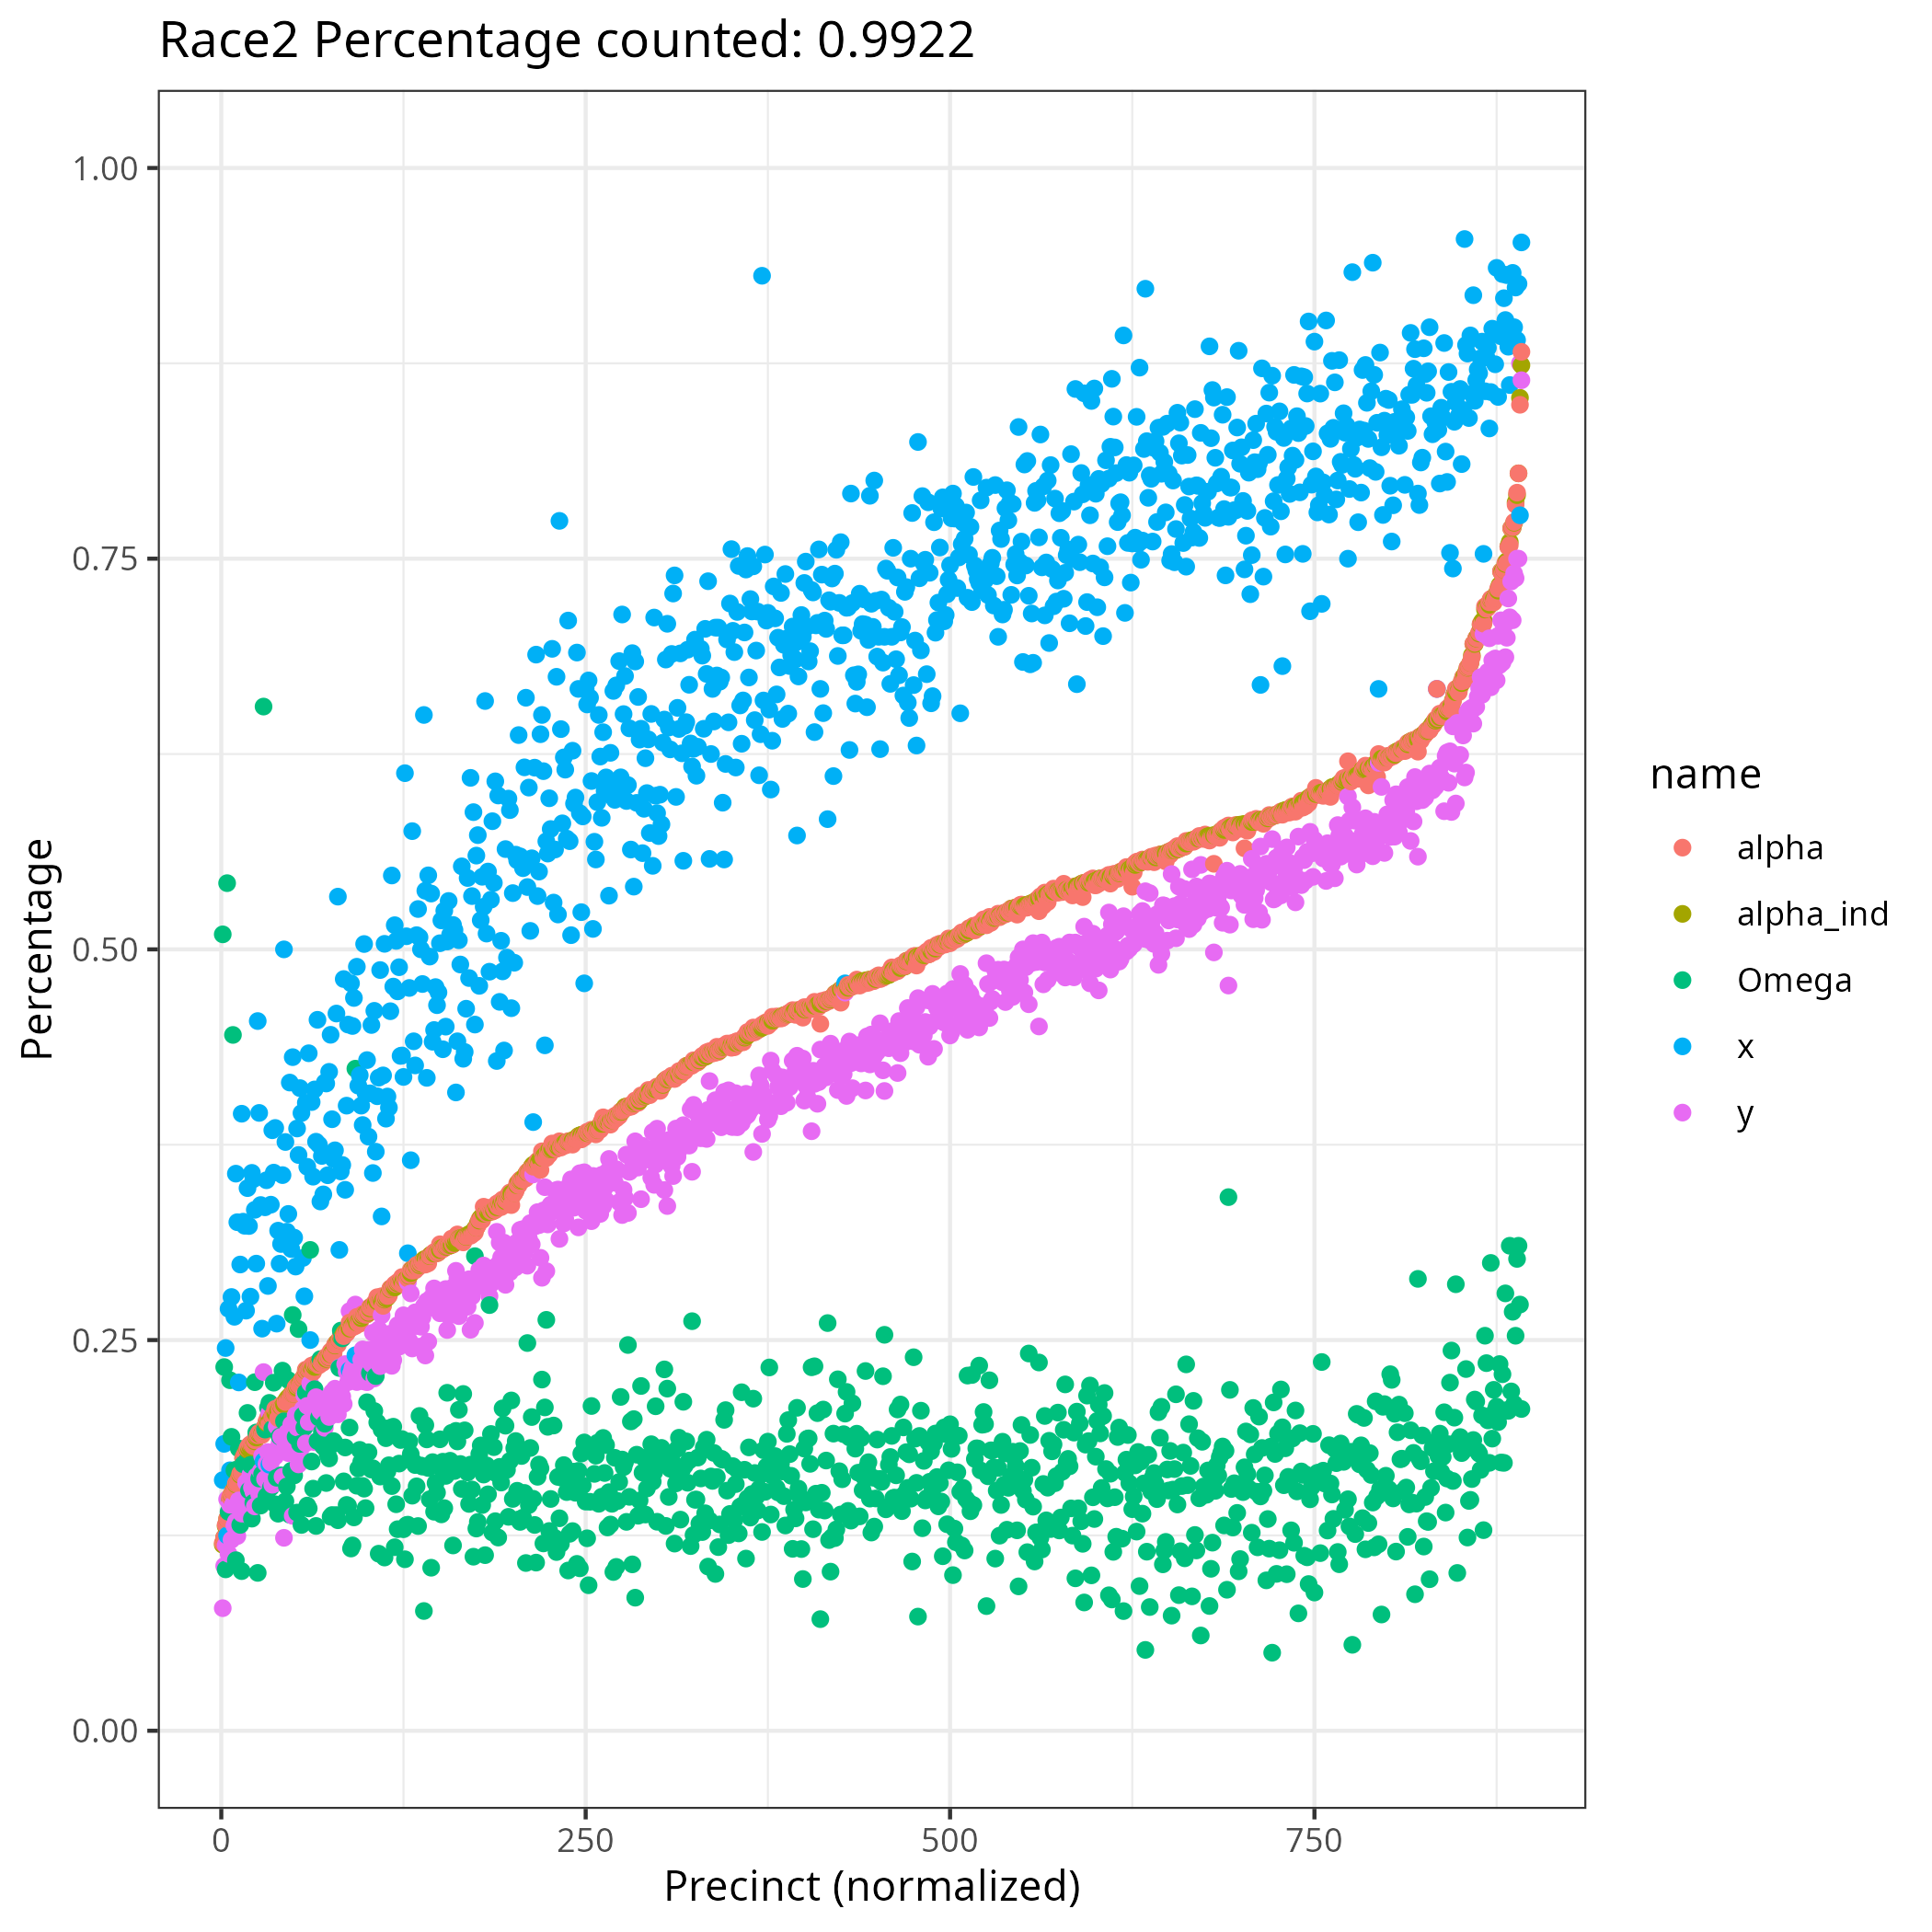 Race2 Percentage counted: 0.9922
1.00
0.75
0.50
0.25
0.00
Percentage
0
250
500
750
Precinct (normalized)
name
alpha
alpha_ind
Omega
x
y